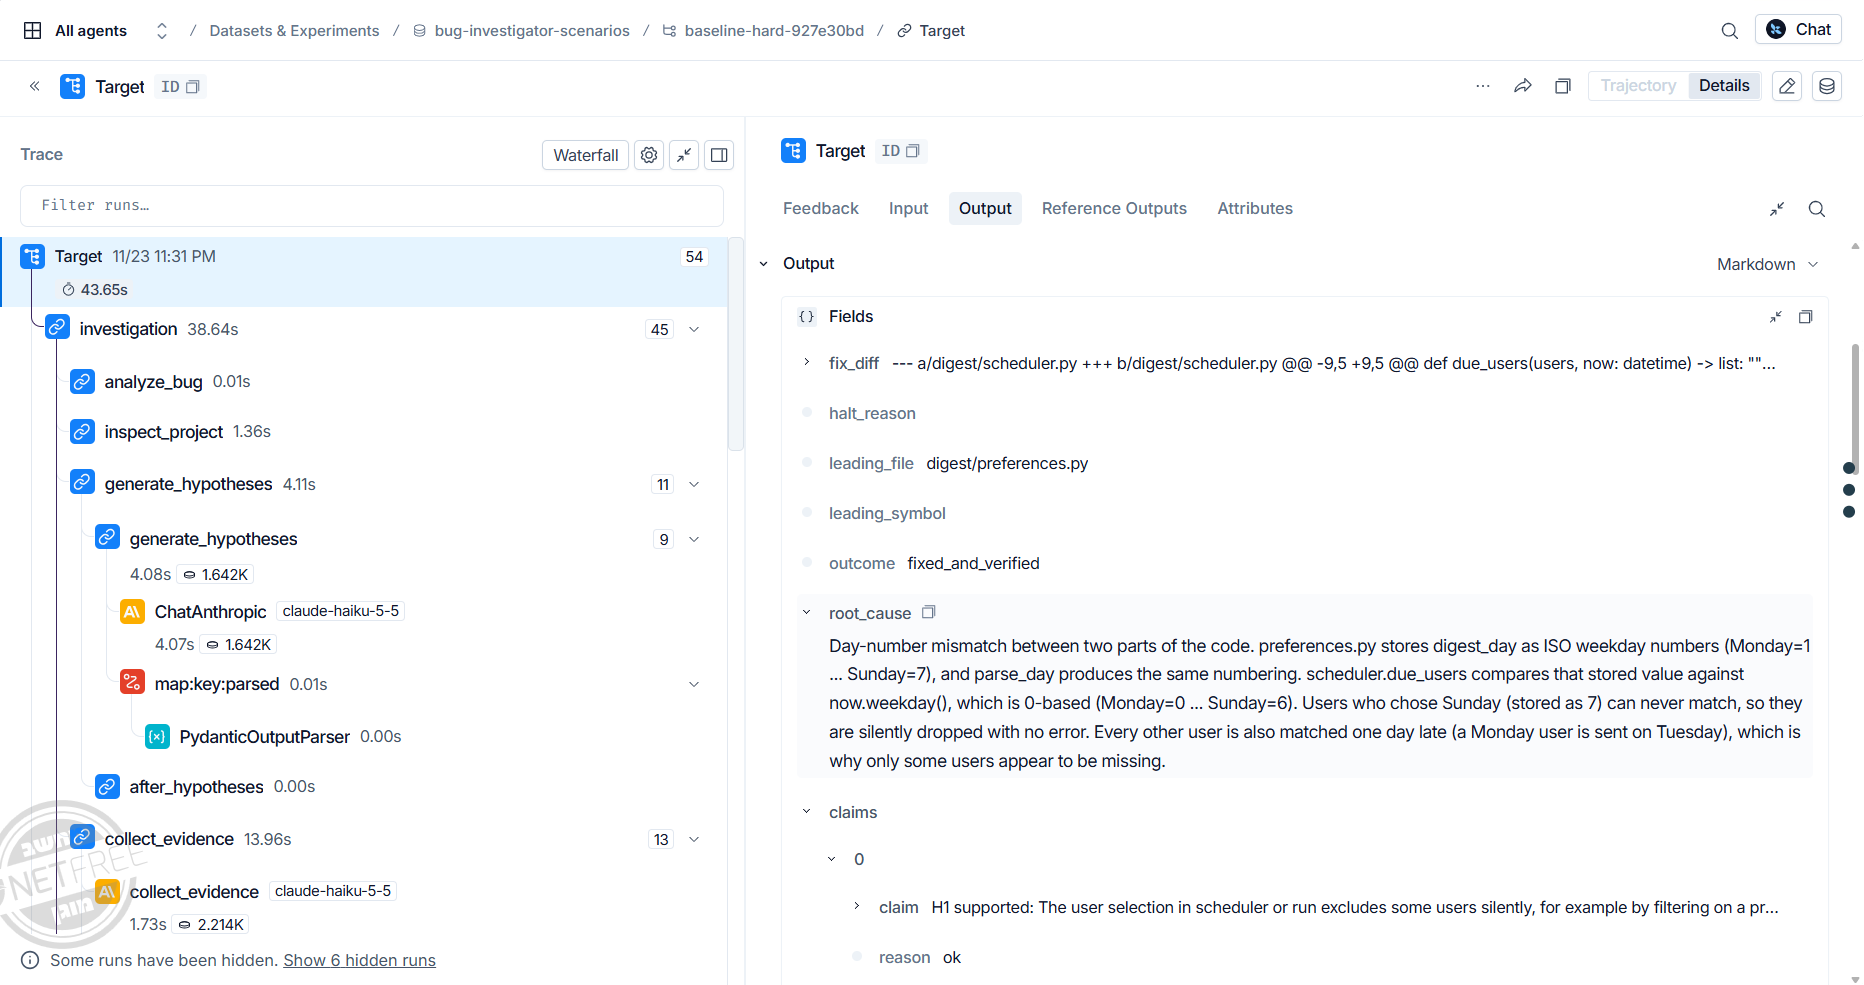 All agents / Datasets & Experiments / bug-investigator-scenarios / baseline-hard-927e30bd / Target
Chat
Target ID
Trajectory Details
Trace
Waterfall
Filter runs…
Target 11/23 11:31 PM 54
43.65s
investigation 38.64s 45
analyze_bug 0.01s
inspect_project 1.36s
generate_hypotheses 4.11s 11
generate_hypotheses 9
4.08s 1.642K
ChatAnthropic claude-haiku-5-5
4.07s 1.642K
map:key:parsed 0.01s
PydanticOutputParser 0.00s
after_hypotheses 0.00s
collect_evidence 13.96s 13
collect_evidence claude-haiku-5-5
1.73s 2.214K
Some runs have been hidden. Show 6 hidden runs
NETFREE
Target ID
Feedback Input Output Reference Outputs Attributes
Output Markdown
{} Fields
fix_diff --- a/digest/scheduler.py +++ b/digest/scheduler.py @@ -9,5 +9,5 @@ def due_users(users, now: datetime) -> list: ""...
halt_reason
leading_file digest/preferences.py
leading_symbol
outcome fixed_and_verified
root_cause
Day-number mismatch between two parts of the code. preferences.py stores digest_day as ISO weekday numbers (Monday=1
... Sunday=7), and parse_day produces the same numbering. scheduler.due_users compares that stored value against
now.weekday(), which is 0-based (Monday=0 ... Sunday=6). Users who chose Sunday (stored as 7) can never match, so they
are silently dropped with no error. Every other user is also matched one day late (a Monday user is sent on Tuesday), which is
why only some users appear to be missing.
claims
0
claim H1 supported: The user selection in scheduler or run excludes some users silently, for example by filtering on a pr...
reason ok